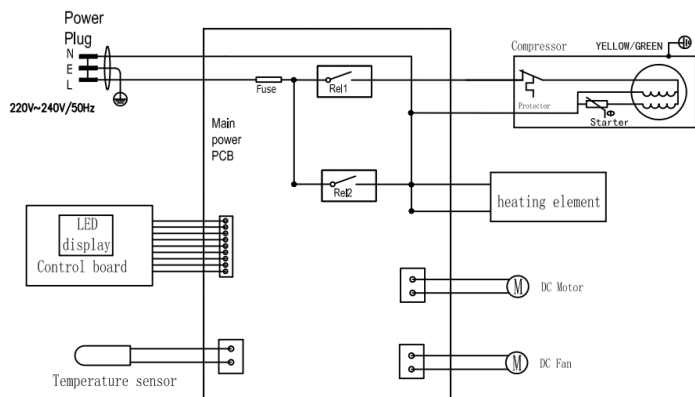 Power
Plug
N
E
L
220V~240V/50Hz
Fuse
Rel1
Main
power
PCB
Rel2
Compressor
YELLOW/GREEN
Protector
Starter
heating element
LED
display
Control board
M
DC Motor
Temperature sensor
M
DC Fan